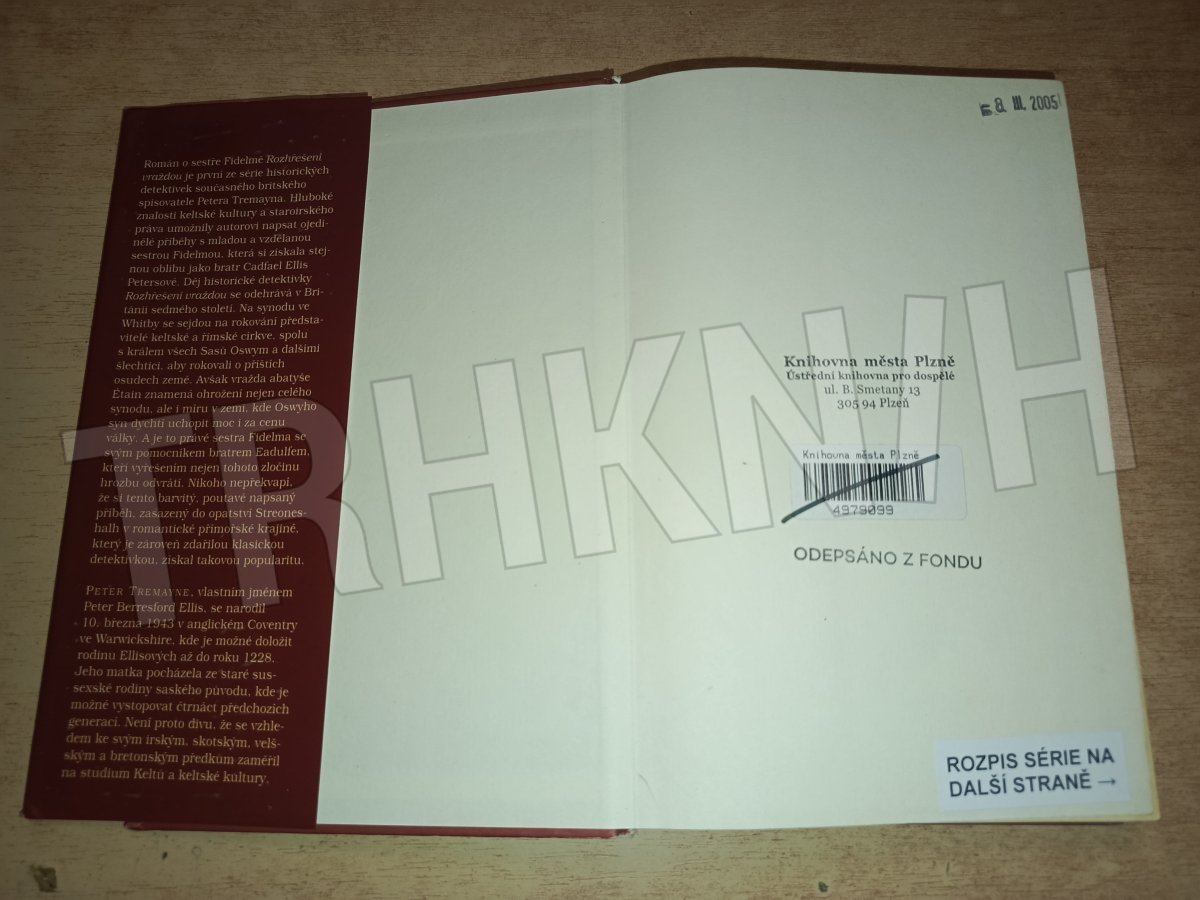 Román o sestře Fidelmě Rozhřešení
vraždou je první ze série historických
detektivek současného britského
spisovatele Petera Tremayna. Hluboké
znalosti keltské kultury a staroirského
práva umožnily autorovi napsat ojedi-
nělé příběhy s mladou a vzdělanou
sestrou Fidelmou, která si získala stej-
nou oblibu jako bratr Cadfael Ellis
Petersové. Děj historické detektivky
Rozhřešení vraždou se odehrává v Bri-
tánii sedmého století. Na synodu ve
Whitby se sejdou na rokování předsta-
vitelé keltské a římské církve, spolu
s králem všech Sasů Oswym a dalšími
šlechtici, aby rokovali o příštích
osudech země. Avšak vražda abatyše
Étain znamená ohrožení nejen celého
synodu, ale i míru v zemi, kde Oswyho
syn dychtí uchopit moc i za cenu
války. A je to právě sestra Fidelma se
svým pomocníkem bratrem Eadulfem,
kteří vyřešením nejen tohoto zločinu
hrozbu odvrátí. Nikoho nepřekvapí,
že si tento barvitý, poutavě napsaný
příběh, zasazený do opatství Streones-
halh v romantické přímořské krajině,
který je zároveň zdařilou klasickou
detektivkou, získal takovou popularitu.
PETER TREMAYNE, vlastním jménem
Peter Berresford Ellis, se narodil
10. března 1943 v anglickém Coventry
ve Warwickshire, kde je možné doložit
rodinu Ellisových až do roku 1228.
Jeho matka pocházela ze staré sus-
sexské rodiny saského původu, kde je
možné vystopovat čtrnáct předchozích
generací. Není proto divu, že se vzhle-
dem ke svým irským, skotským, velš-
ským a bretonským předkům zaměřil
na studium Keltů a keltské kultury.
8. III. 2005
Knihovna města Plzně
Ústřední knihovna pro dospělé
ul. B. Smetany 13
305 94 Plzeň
Knihovna města Plzně
4979099
ODEPSÁNO Z FONDU
ROZPIS SÉRIE NA
DALŠÍ STRANĚ →
TRHKNIH